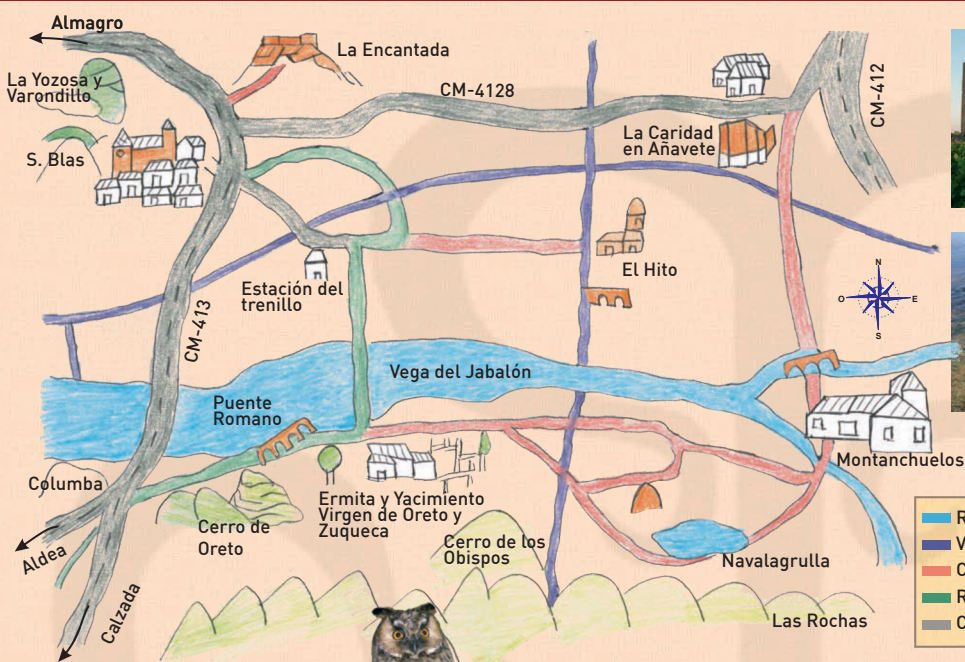 Almagro
La Encantada
La Yozosa y
Varondillo
CM-4128
CM-412
S. Blas
La Caridad
en Añavete
El Hito
N
O
E
S
Estación del
trenillo
CM-413
Vega del Jabalón
Puente
Romano
Montanchuelos
Columba
Ermita y Yacimiento
Virgen de Oreto y
Zuqueca
Cerro de
Oreto
Cerro de los
Obispos
Navalagrulla
Aldea
Calzada
Las Rochas
R
V
C
R
C